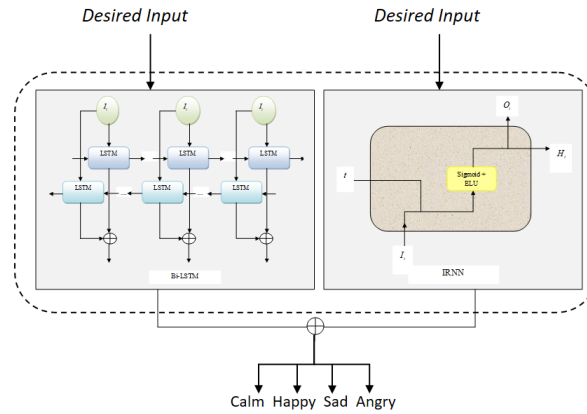 Desired Input
Desired Input
I
I
I
LSTM
LSTM
LSTM
LSTM
LSTM
LSTM
Bi-LSTM
O
H
t
Sigmoid +
ELU
I
IRNN
Calm Happy Sad Angry